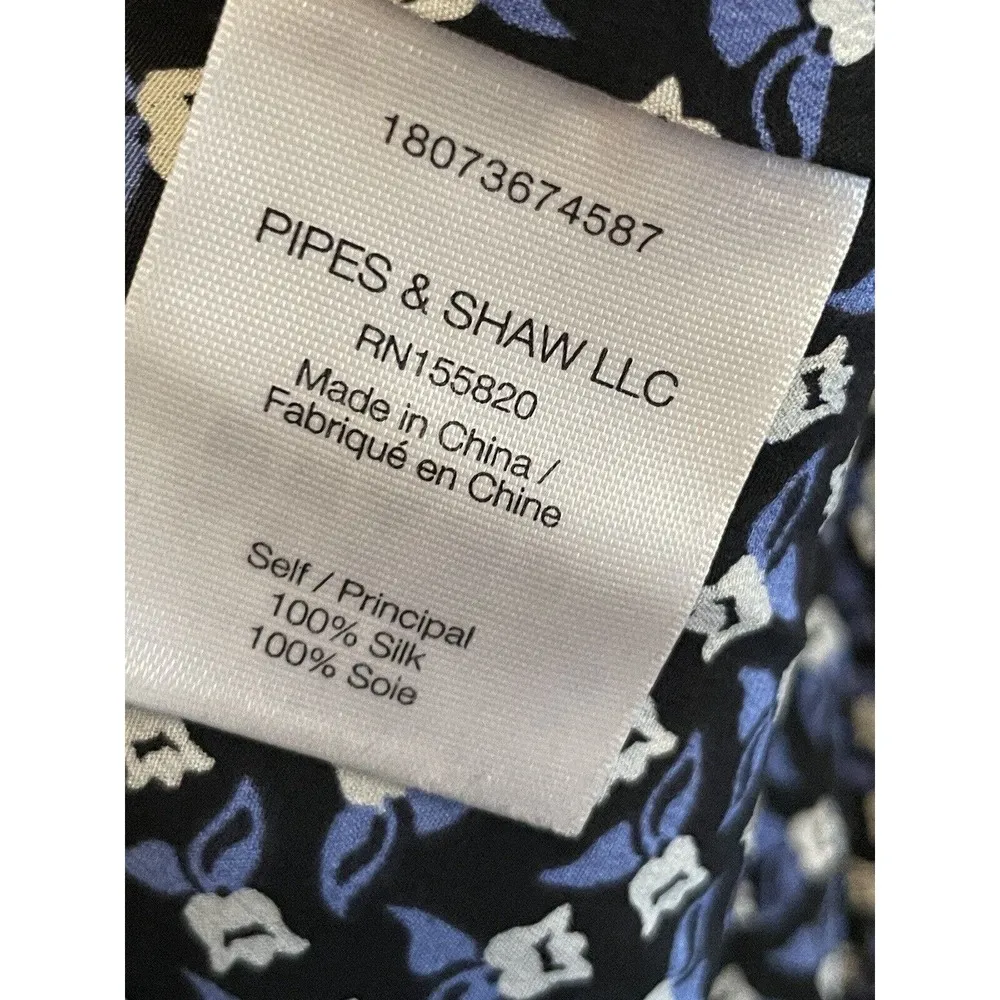 18073674587
PIPES & SHAW LLC
RN155820
Made in China /
Fabriqué en Chine
Self / Principal
100% Silk
100% Soie